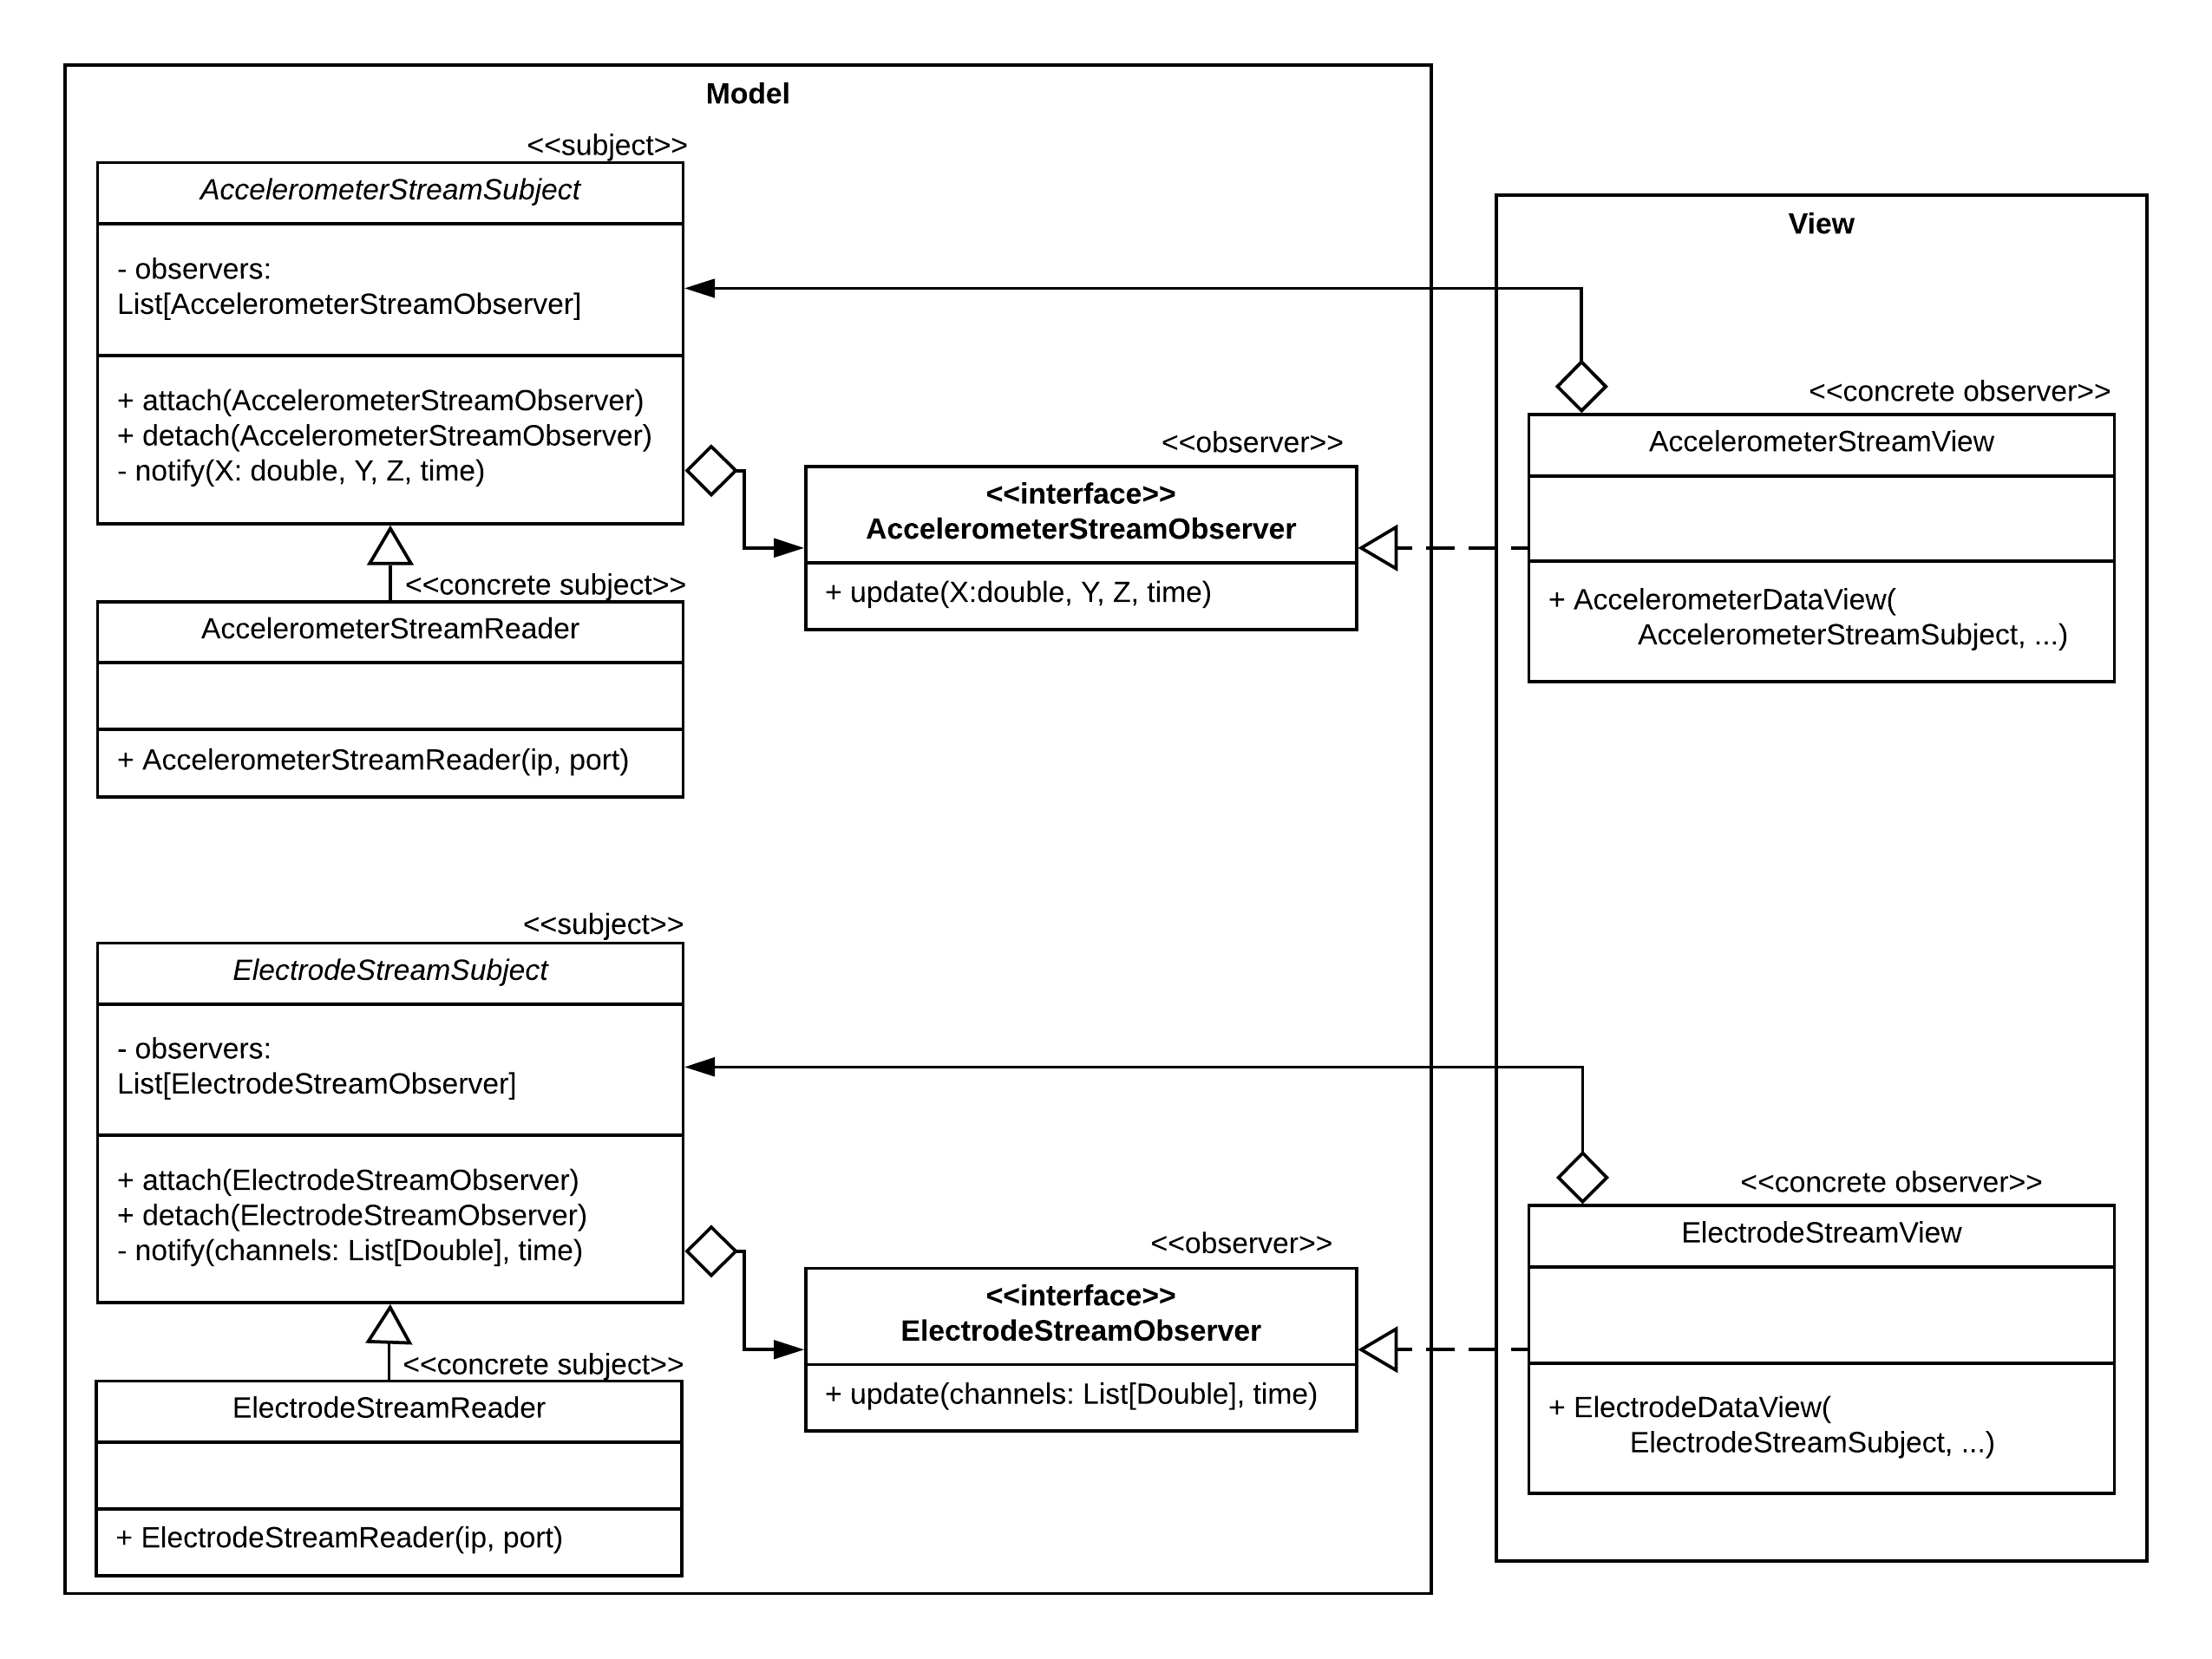 Model
<<subject>>
AccelerometerStreamSubject
- observers:
List[AccelerometerStreamObserver]
+ attach(AccelerometerStreamObserver)
+ detach(AccelerometerStreamObserver)
- notify(X: double, Y, Z, time)
<<concrete subject>>
AccelerometerStreamReader
+ AccelerometerStreamReader(ip, port)
<<observer>>
<<interface>>
AccelerometerStreamObserver
+ update(X:double, Y, Z, time)
<<subject>>
ElectrodeStreamSubject
- observers:
List[ElectrodeStreamObserver]
+ attach(ElectrodeStreamObserver)
+ detach(ElectrodeStreamObserver)
- notify(channels: List[Double], time)
<<concrete subject>>
ElectrodeStreamReader
+ ElectrodeStreamReader(ip, port)
<<observer>>
<<interface>>
ElectrodeStreamObserver
+ update(channels: List[Double], time)
View
<<concrete observer>>
AccelerometerStreamView
+ AccelerometerDataView(
AccelerometerStreamSubject, ...)
<<concrete observer>>
ElectrodeStreamView
+ ElectrodeDataView(
ElectrodeStreamSubject, ...)